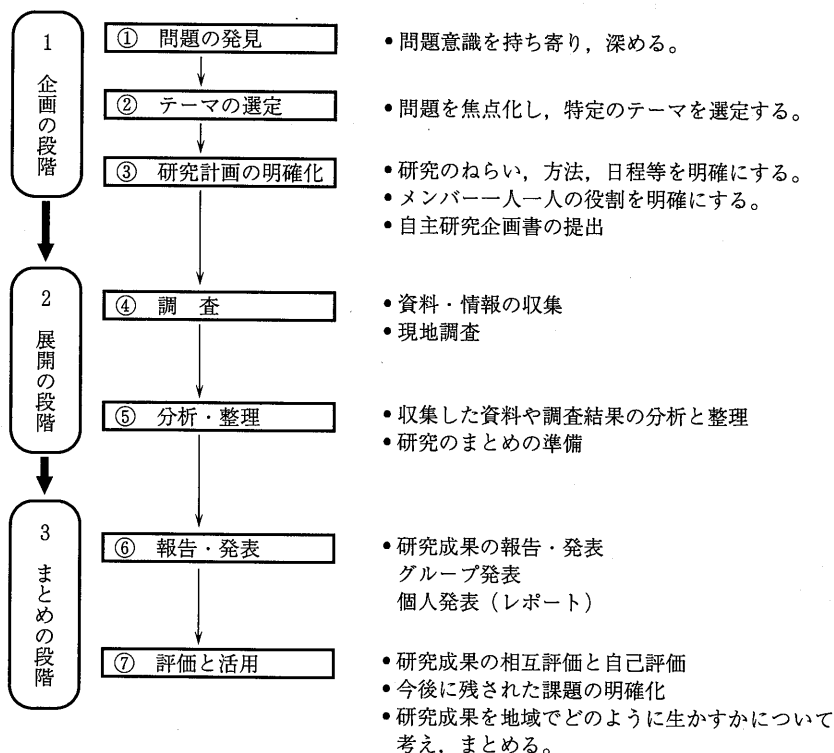 1 企画の段階
① 問題の発見
•問題意識を持ち寄り，深める。
② テーマの選定
•問題を焦点化し，特定のテーマを選定する。
③ 研究計画の明確化
•研究のねらい，方法，日程等を明確にする。
•メンバー一人一人の役割を明確にする。
•自主研究企画書の提出
2 展開の段階
④ 調　査
•資料・情報の収集
•現地調査
⑤ 分析・整理
•収集した資料や調査結果の分析と整理
•研究のまとめの準備
3 まとめの段階
⑥ 報告・発表
•研究成果の報告・発表
グループ発表
個人発表（レポート）
⑦ 評価と活用
•研究成果の相互評価と自己評価
•今後に残された課題の明確化
•研究成果を地域でどのように生かすかについて
考え，まとめる。